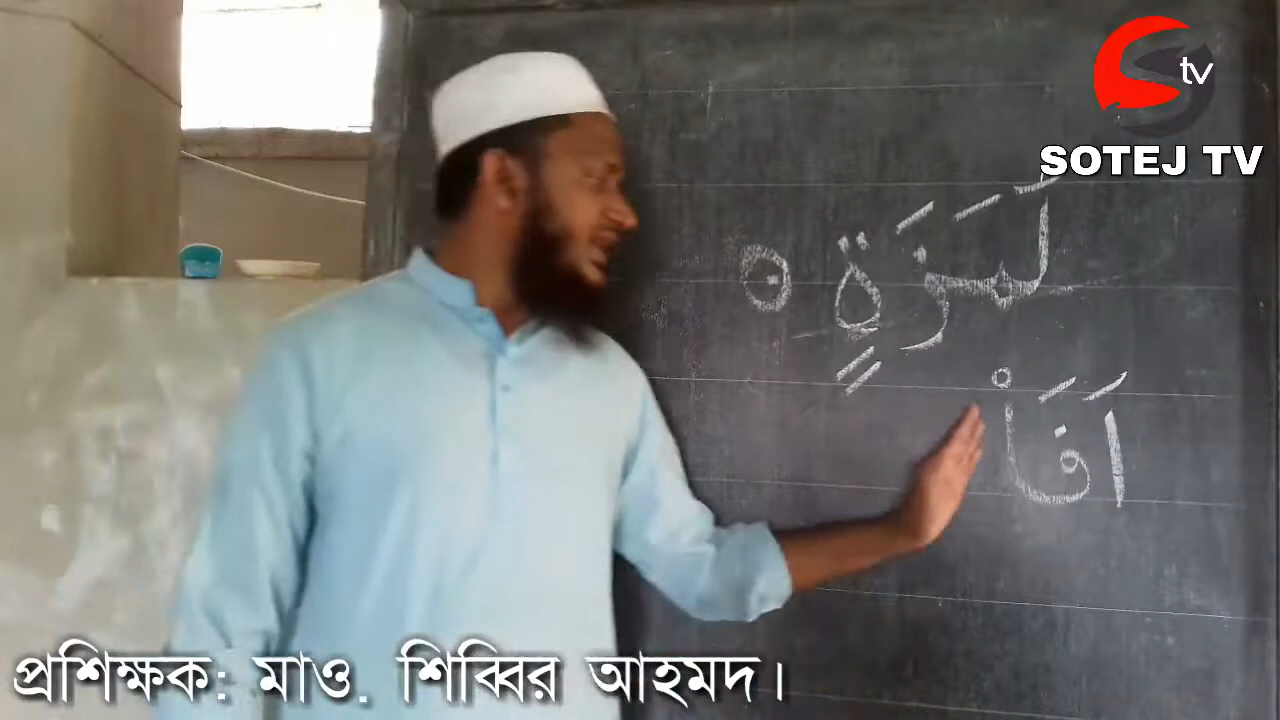 tv
SOTEJ TV
لَمَزَةٍ ۝
اَفَاْ
প্রশিক্ষক: মাও. শিব্বির আহমদ।